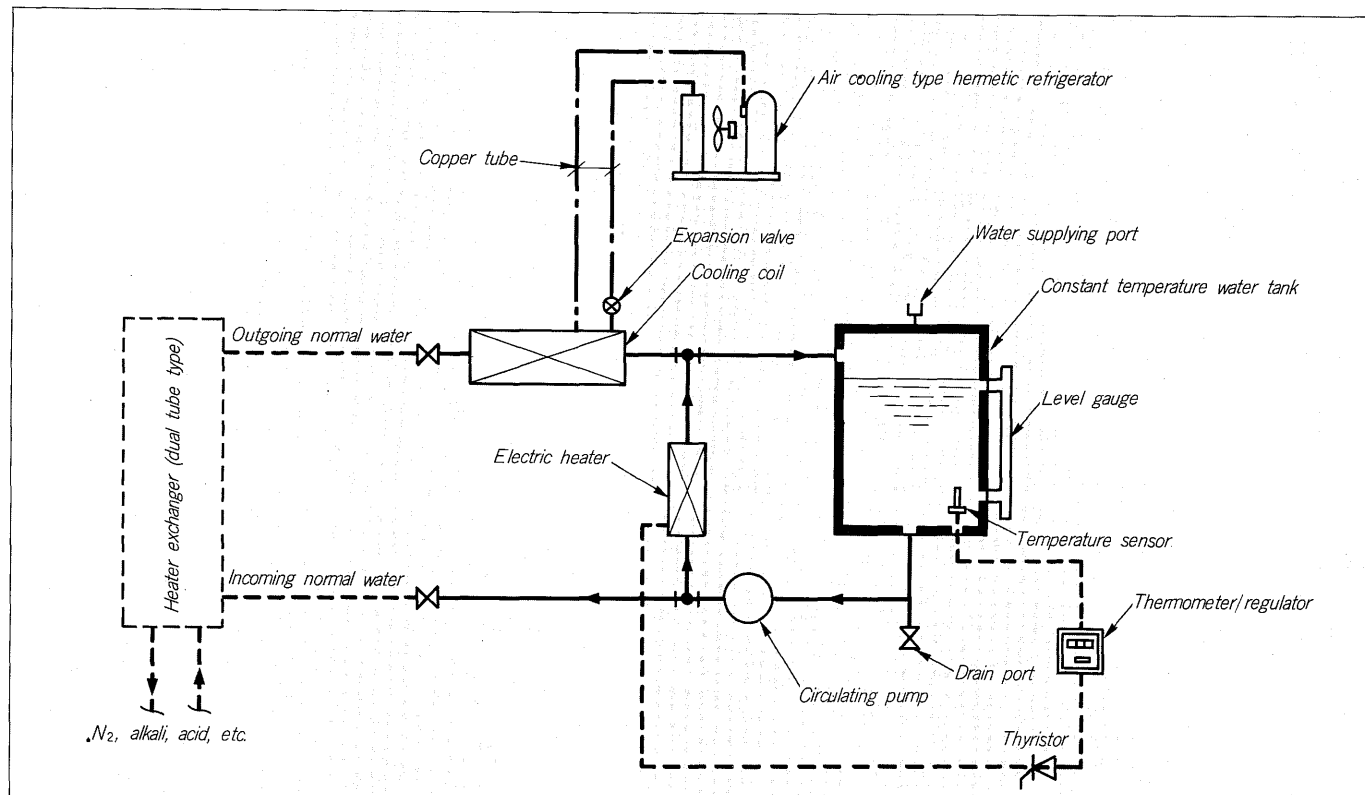 Air cooling type hermetic refrigerator
Copper tube
Expansion valve
Cooling coil
Water supplying port
Constant temperature water tank
Outgoing normal water
Level gauge
Heater exchanger (dual tube type)
Electric heater
Temperature sensor
Incoming normal water
Thermometer/regulator
Drain port
Circulating pump
N2, alkali, acid, etc.
Thyristor